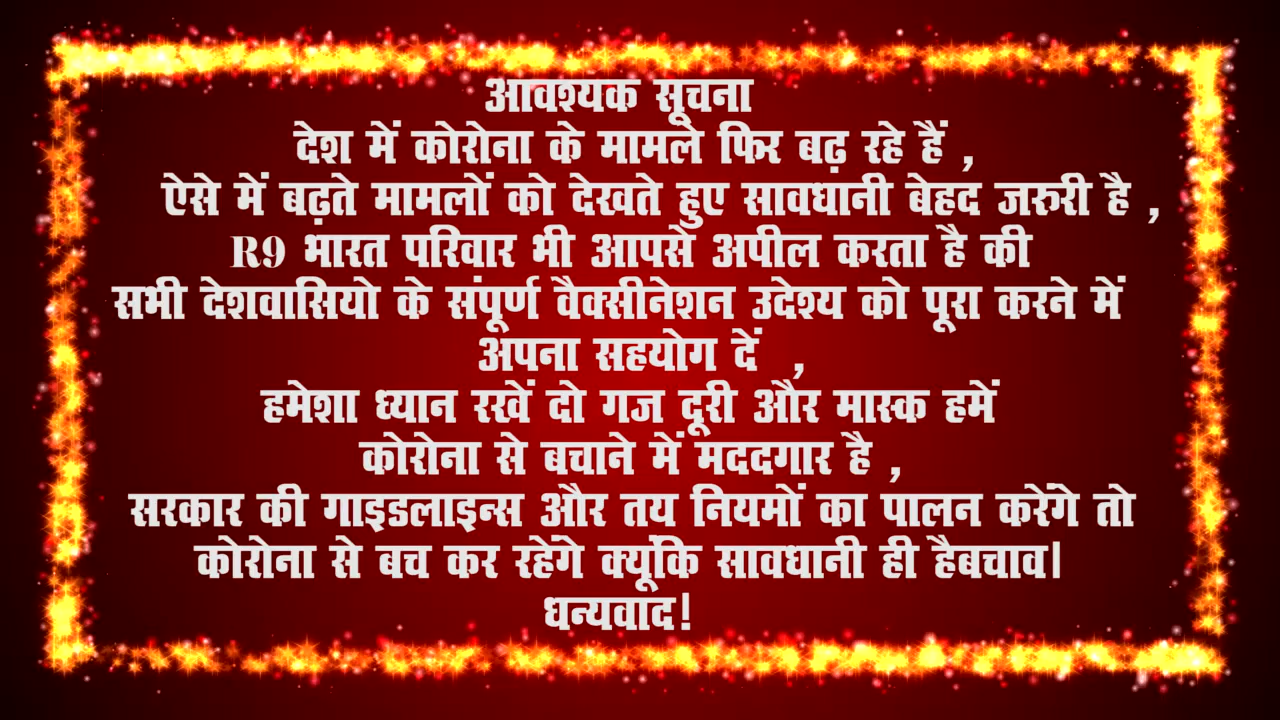 आवश्यक सूचना
देश में कोरोना के मामले फिर बढ़ रहे हैं ,
ऐसे में बढ़ते मामलों को देखते हुए सावधानी बेहद जरुरी है ,
R9 भारत परिवार भी आपसे अपील करता है की
सभी देशवासियो के संपूर्ण वैक्सीनेशन उदेश्य को पूरा करने में
अपना सहयोग दें ,
हमेशा ध्यान रखें दो गज दूरी और मास्क हमें
कोरोना से बचाने में मददगार है ,
सरकार की गाइडलाइन्स और तय नियमों का पालन करेंगे तो
कोरोना से बच कर रहेंगे क्यूंकि सावधानी ही हैबचाव|
धन्यवाद!